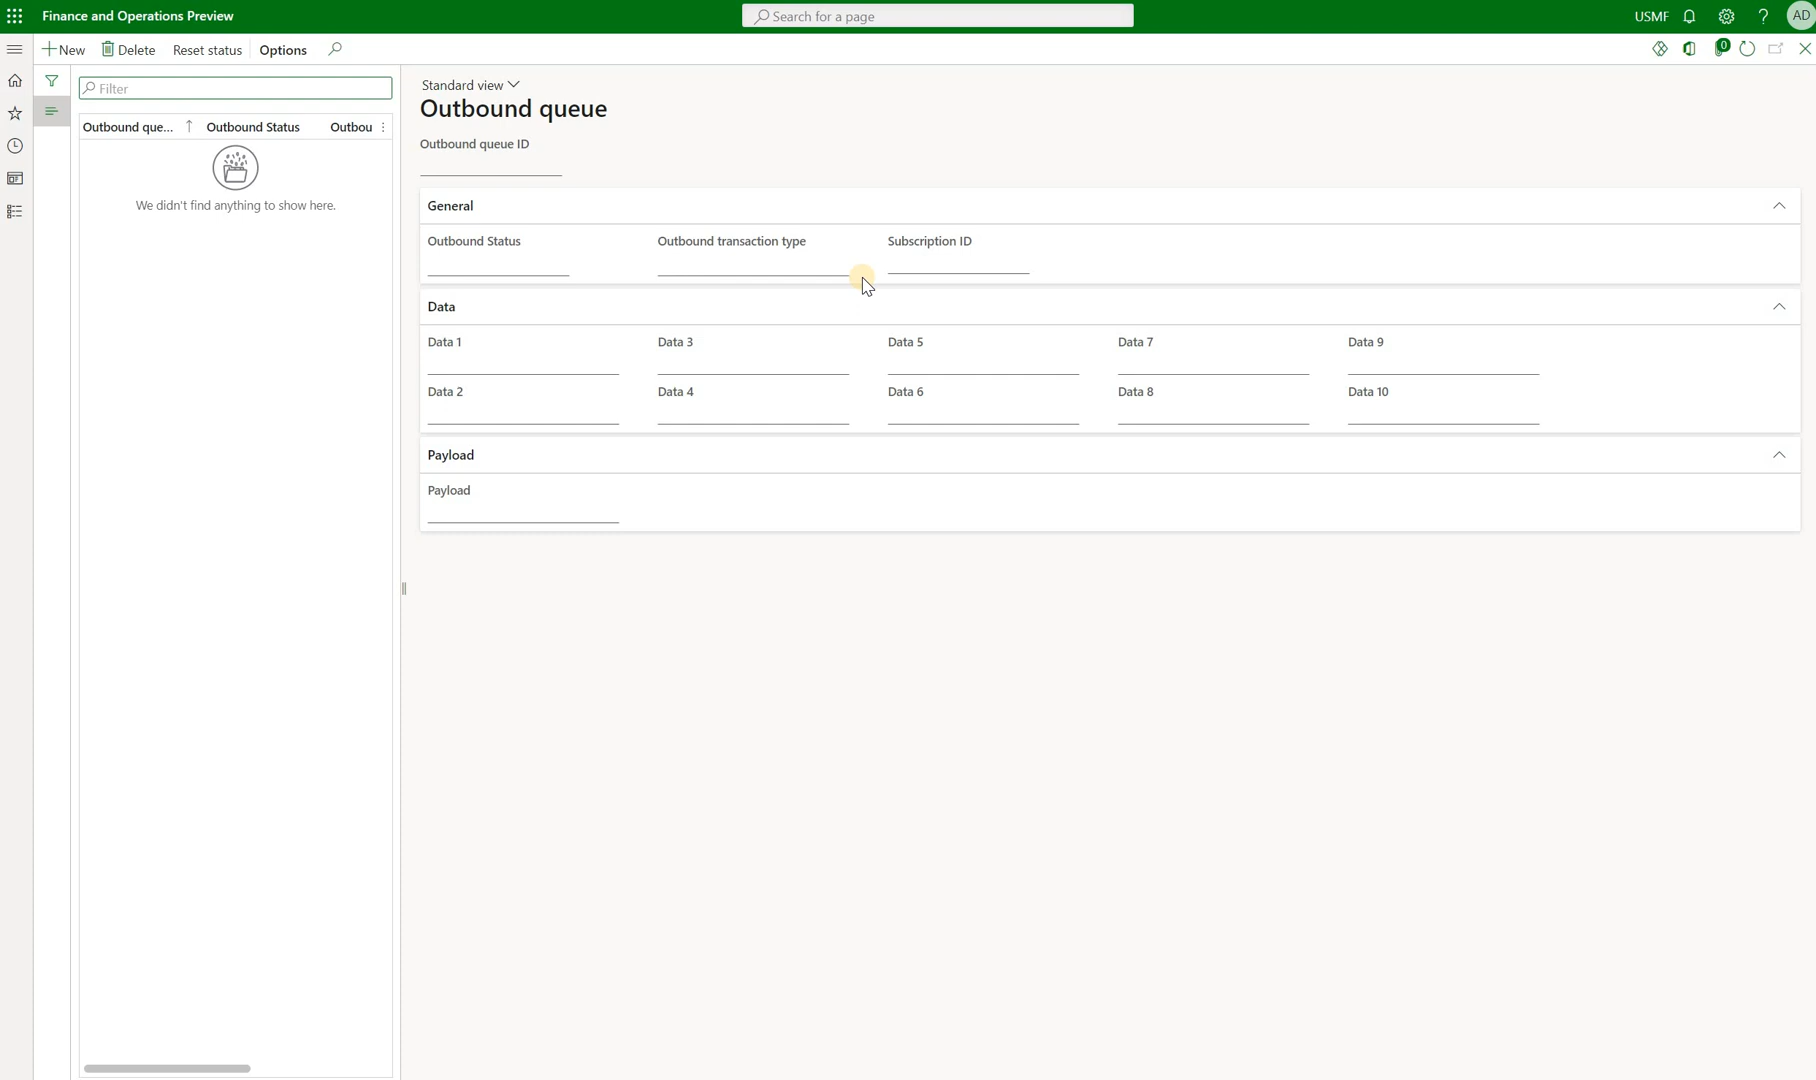 Finance and Operations Preview
Search for a page
USMF
AD
New
Delete
Reset status
Options
0
Filter
Outbound que...
Outbound Status
Outbou
We didn't find anything to show here.
Standard view
Outbound queue
Outbound queue ID
General
Outbound Status
Outbound transaction type
Subscription ID
Data
Data 1
Data 3
Data 5
Data 7
Data 9
Data 2
Data 4
Data 6
Data 8
Data 10
Payload
Payload